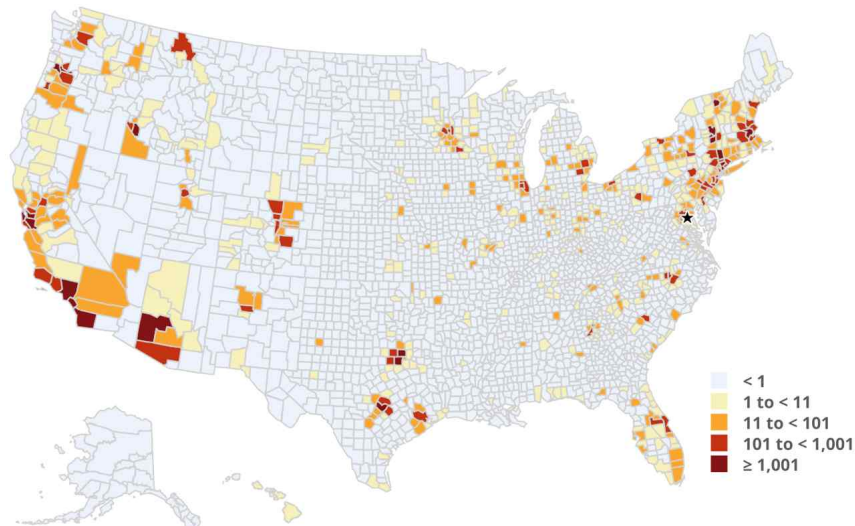 < 1
1 to < 11
11 to < 101
101 to < 1,001
≥ 1,001